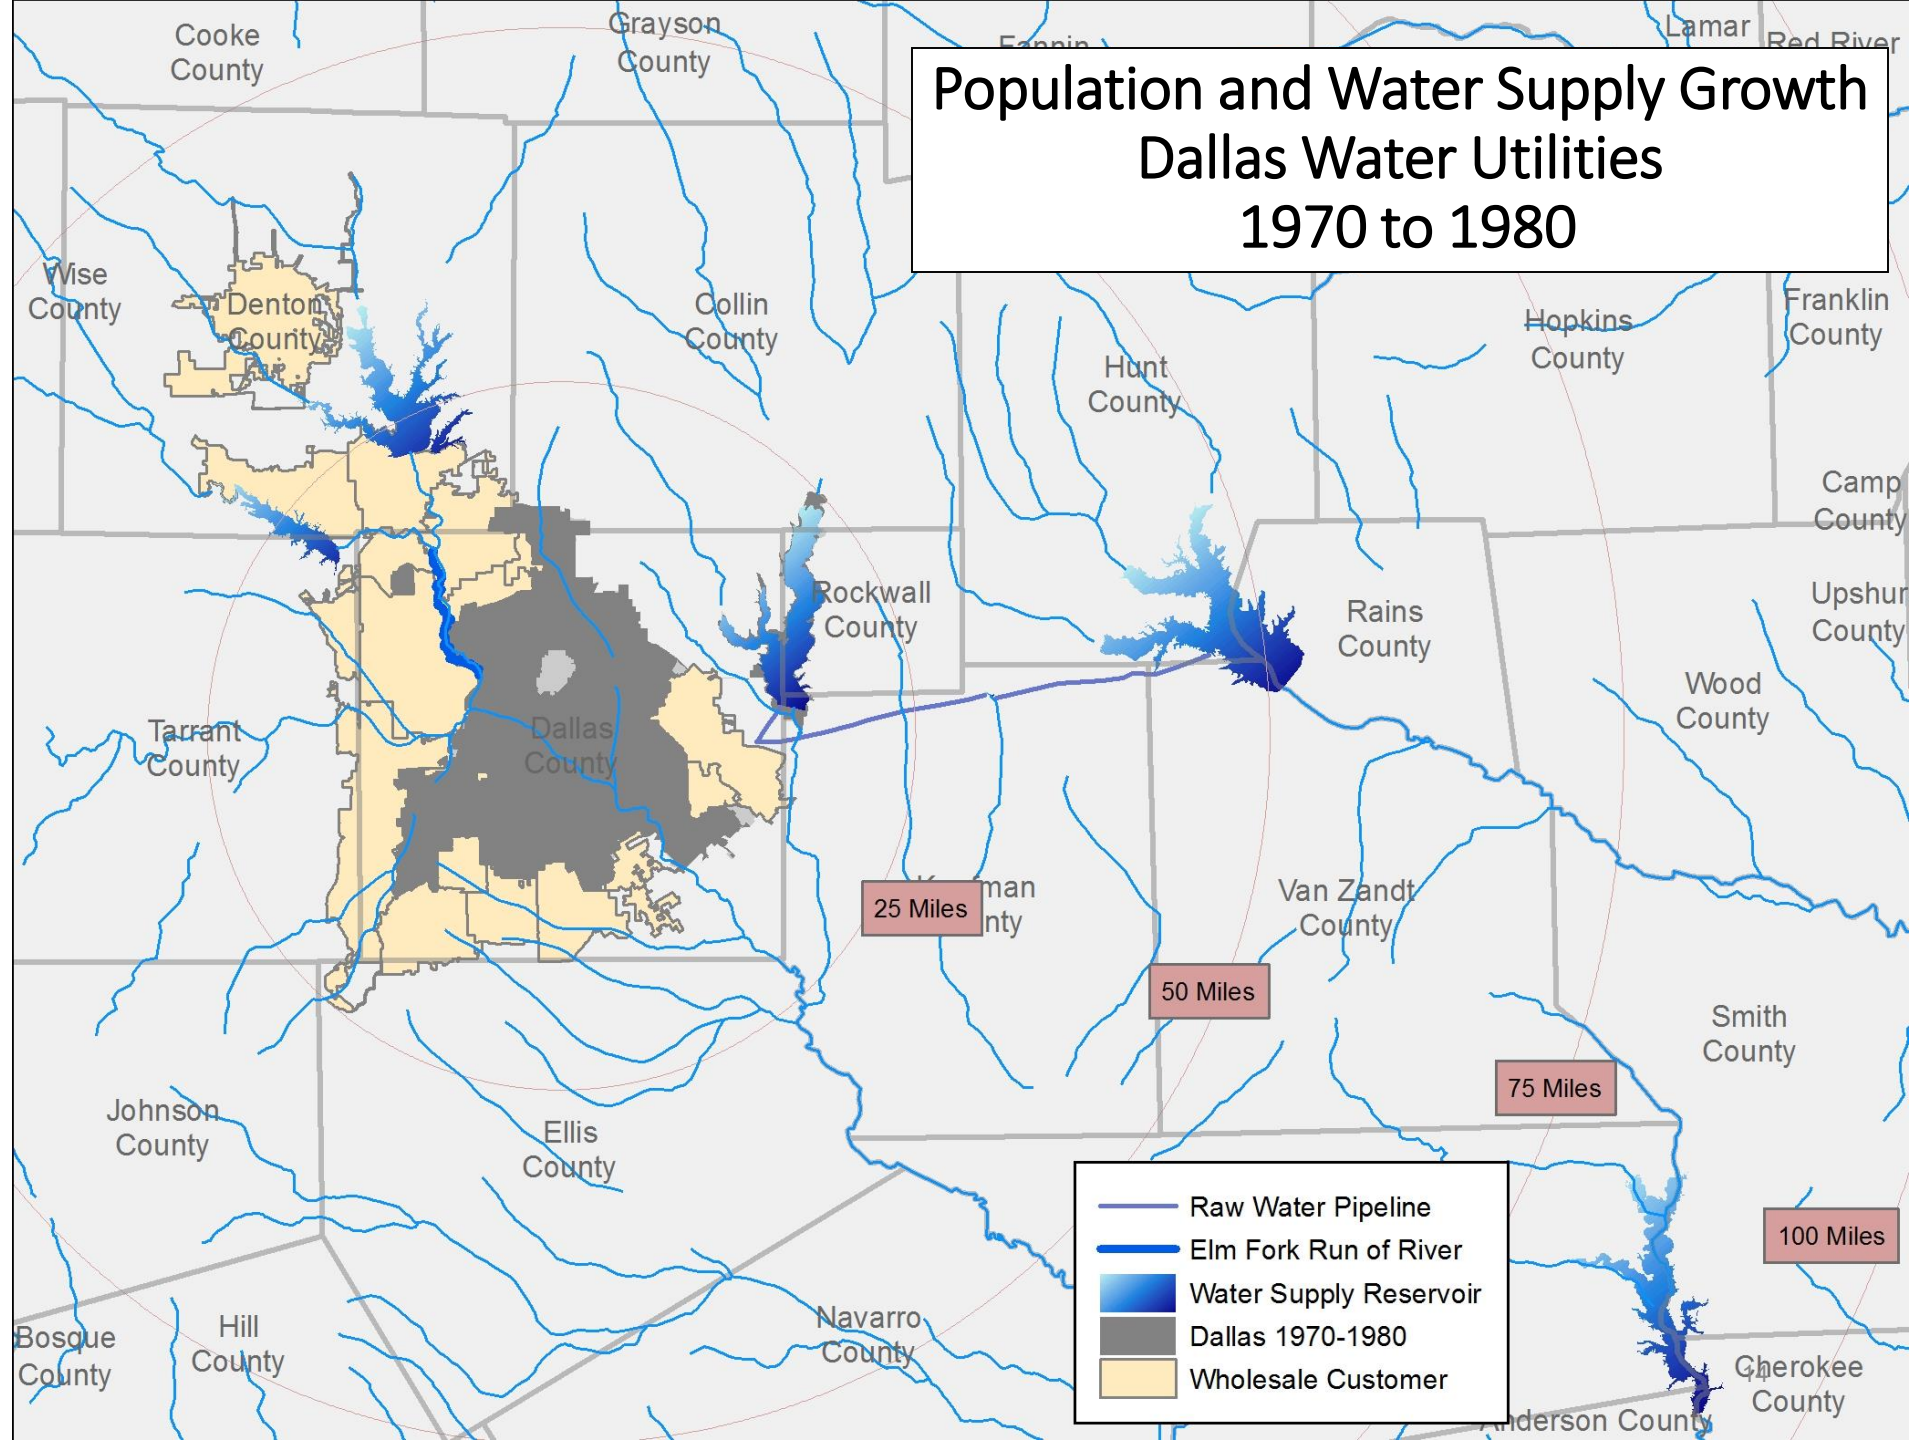 Cooke
County
Grayson
County
Fannin
Lamar
Red River
Population and Water Supply Growth
Dallas Water Utilities
1970 to 1980
Wise
County
Denton
County
Collin
County
Hunt
County
Hopkins
County
Franklin
County
Camp
County
Rockwall
County
Rains
County
Upshur
County
Wood
County
Tarrant
County
Dallas
County
25 Miles
Van Zandt
County
50 Miles
Smith
County
75 Miles
Johnson
County
Ellis
County
100 Miles
Raw Water Pipeline
Elm Fork Run of River
Water Supply Reservoir
Dallas 1970-1980
Wholesale Customer
Bosque
County
Hill
County
Navarro
County
Cherokee
County
14
Anderson County